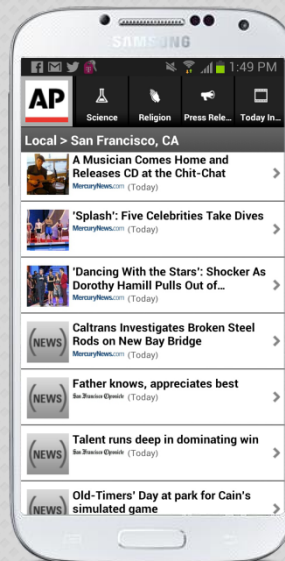 SAMSUNG
1:49 PM
AP
Science
Religion
Press Rele...
Today In...
Local > San Francisco, CA
A Musician Comes Home and
Releases CD at the Chit-Chat
MercuryNews.com (Today)
'Splash': Five Celebrities Take Dives
MercuryNews.com (Today)
'Dancing With the Stars': Shocker As
Dorothy Hamill Pulls Out of...
MercuryNews.com (Today)
Caltrans Investigates Broken Steel
Rods on New Bay Bridge
MercuryNews.com (Today)
(NEWS)
Father knows, appreciates best
San Francisco Chronicle (Today)
(NEWS)
Talent runs deep in dominating win
San Francisco Chronicle (Today)
(NEWS)
Old-Timers' Day at park for Cain's
simulated game
(NEWS)